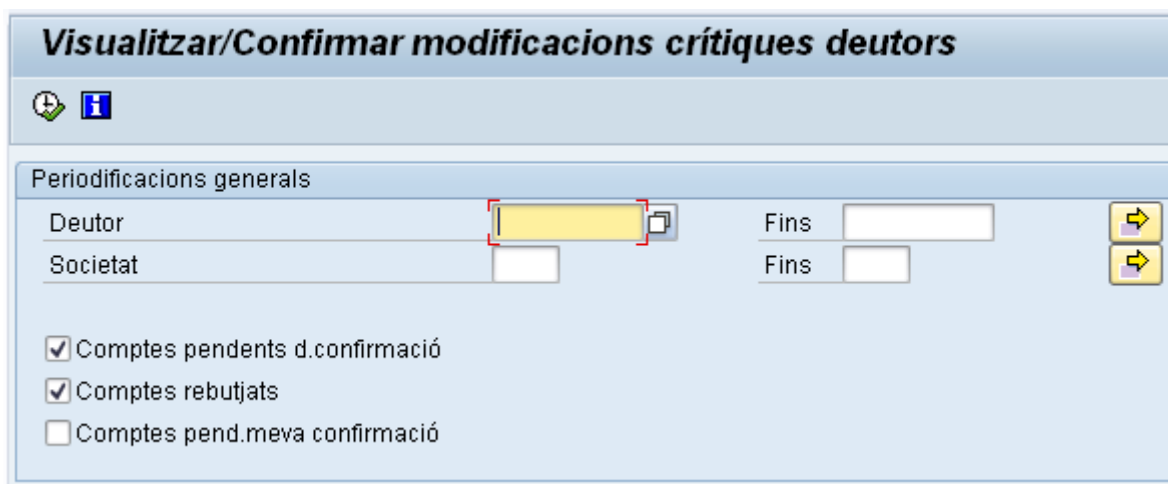 Visualitzar/Confirmar modificacions crítiques deutors
Periodificacions generals
Deutor Fins
Societat Fins
Comptes pendents d.confirmació
Comptes rebutjats
Comptes pend.meva confirmació